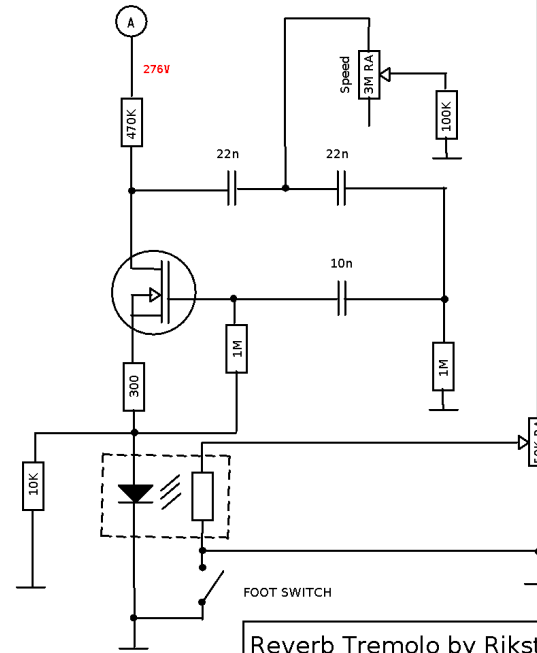 A
276V
470K
22n
22n
Speed
3M RA
100K
10n
1M
1M
300
10K
FOOT SWITCH
Reverb Tremolo by Rikst